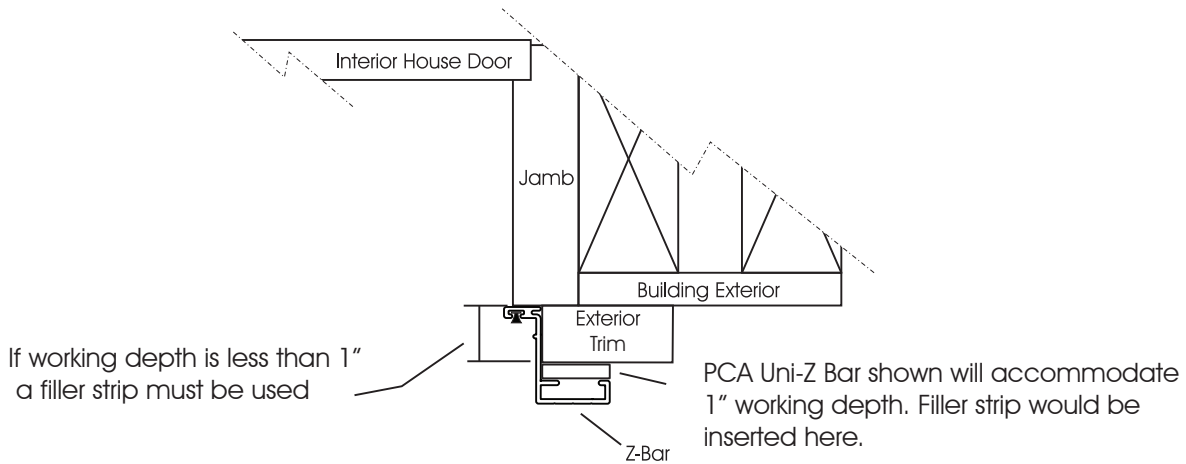 Interior House Door
Jamb
Building Exterior
Exterior
Trim
If working depth is less than 1”
a filler strip must be used
PCA Uni-Z Bar shown will accommodate
1” working depth. Filler strip would be
inserted here.
Z-Bar